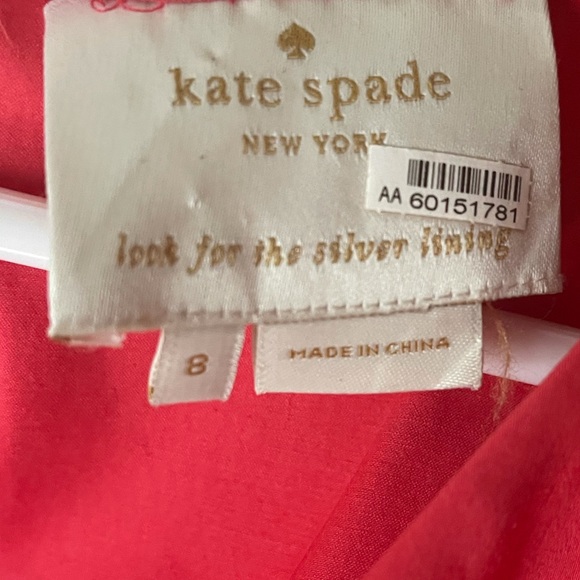 kate spade
NEW YORK
AA 60151781
look for the silver lining
8
MADE IN CHINA